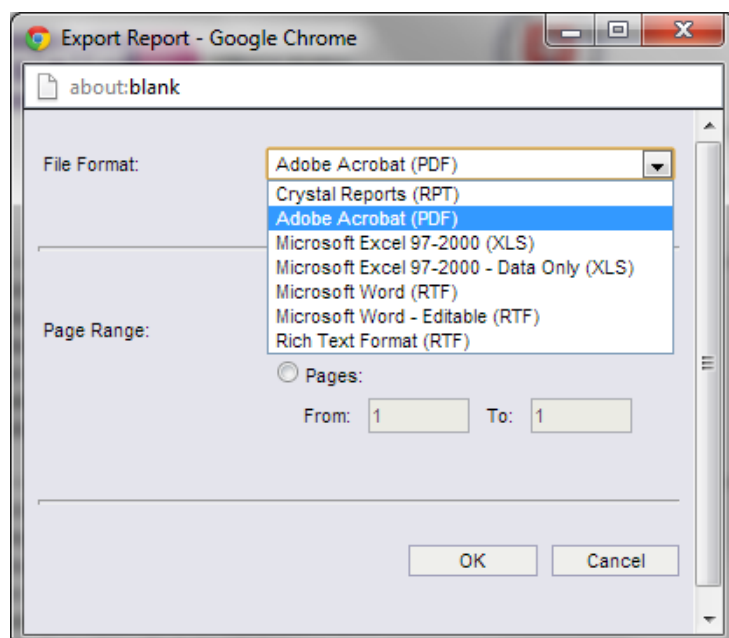 Export Report - Google Chrome
about:blank
File Format:
Adobe Acrobat (PDF)
Crystal Reports (RPT)
Adobe Acrobat (PDF)
Microsoft Excel 97-2000 (XLS)
Microsoft Excel 97-2000 - Data Only (XLS)
Microsoft Word (RTF)
Microsoft Word - Editable (RTF)
Rich Text Format (RTF)
Page Range:
Pages:
From: 1 To: 1
OK Cancel